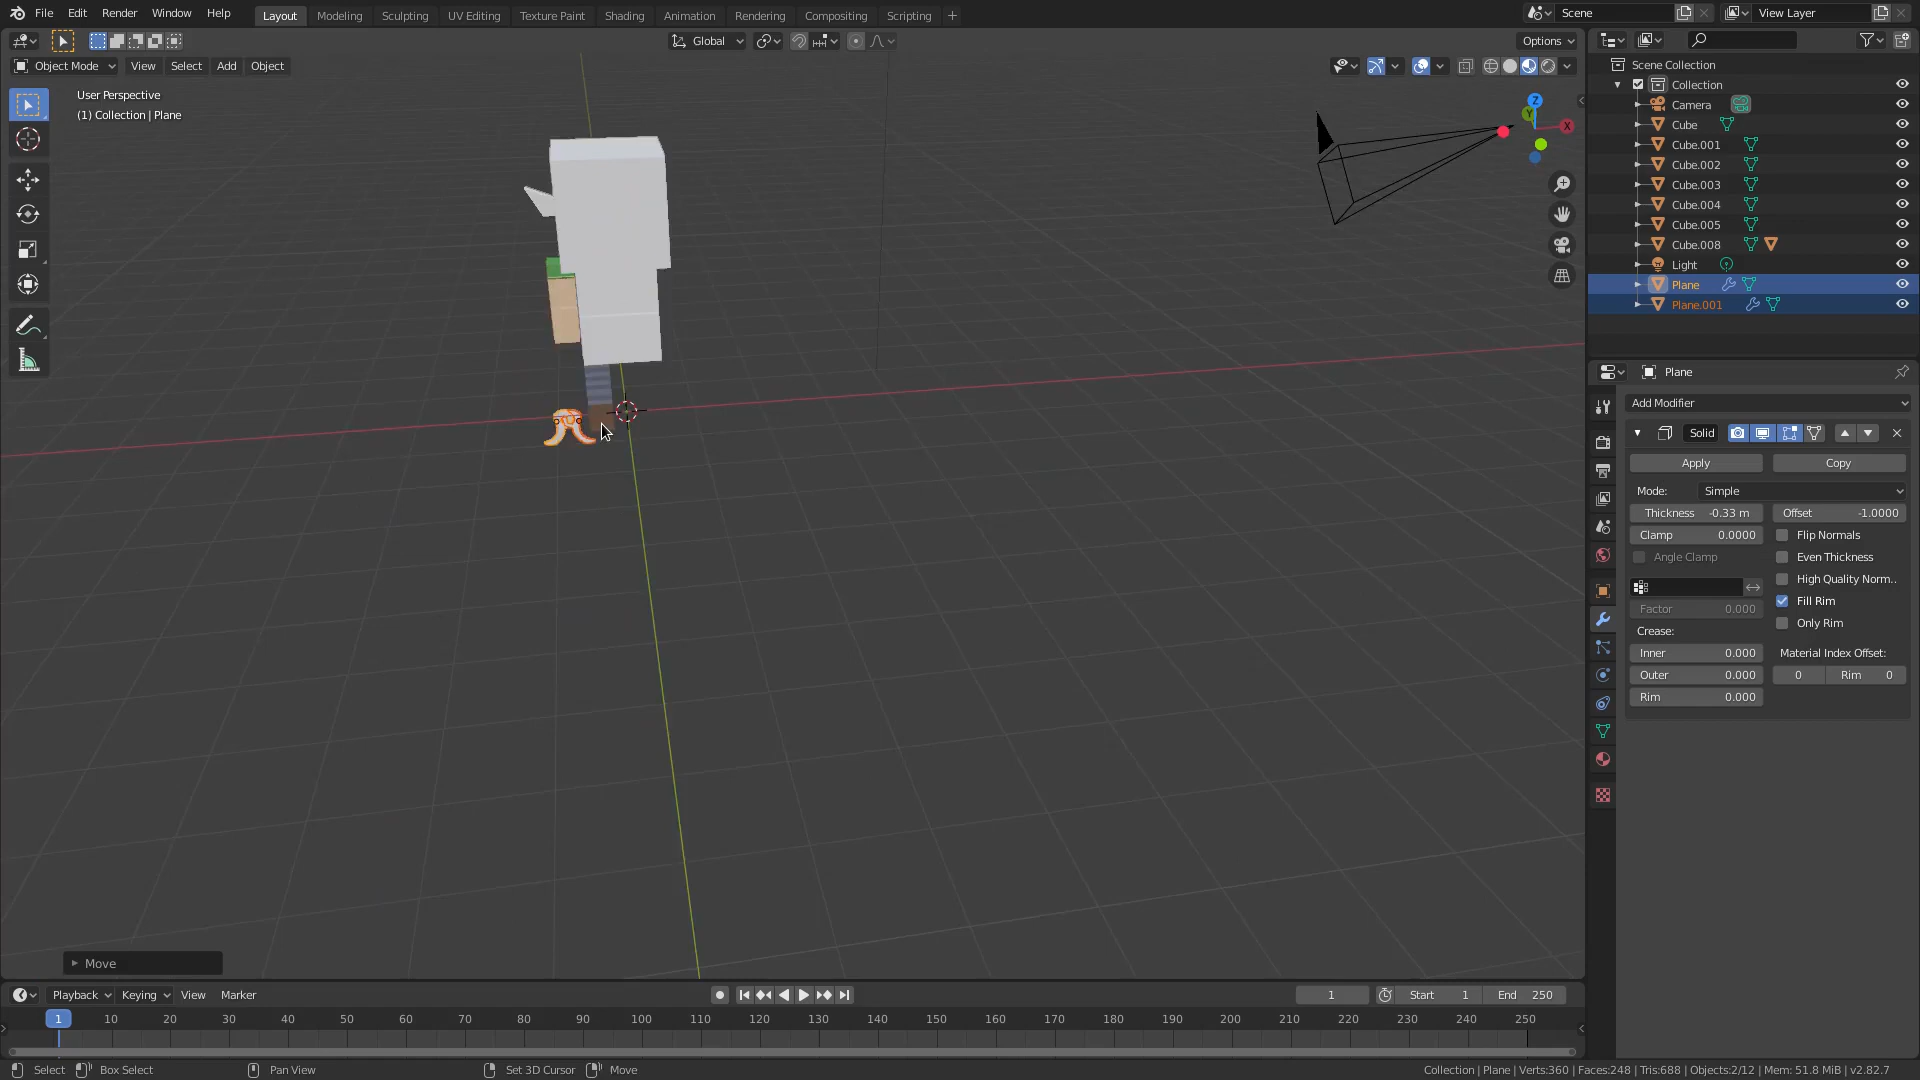 File Edit Render Window Help Layout Modeling Sculpting UV Editing Texture Paint Shading Animation Rendering Compositing Scripting + Scene View Layer
Global Options
Object Mode View Select Add Object
User Perspective
(1) Collection | Plane
Z
Y
X
Scene Collection
Collection
Camera
Cube
Cube.001
Cube.002
Cube.003
Cube.004
Cube.005
Cube.008
Light
Plane
Plane.001
Plane
Add Modifier
Solid
Apply Copy
Mode: Simple
Thickness -0.33 m Offset -1.0000
Clamp 0.0000 Flip Normals
Angle Clamp Even Thickness
High Quality Norm..
Factor 0.000 Fill Rim
Crease: Only Rim
Inner 0.000 Material Index Offset:
Outer 0.000 0 Rim 0
Rim 0.000
Move
Playback Keying View Marker 1 Start 1 End 250
1 10 20 30 40 50 60 70 80 90 100 110 120 130 140 150 160 170 180 190 200 210 220 230 240 250
Select Box Select Pan View Set 3D Cursor Move Collection | Plane | Verts:360 | Faces:248 | Tris:688 | Objects:2/12 | Mem: 51.8 MiB | v2.82.7